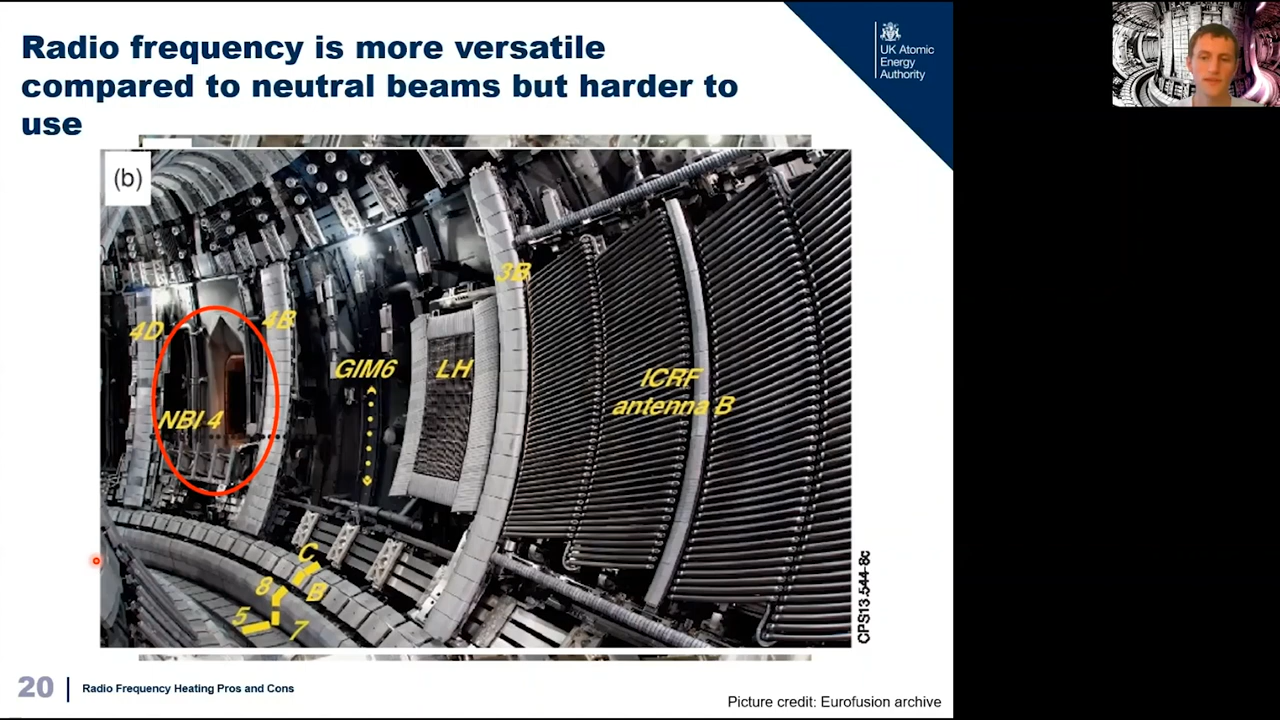 Radio frequency is more versatile
compared to neutral beams but harder to
use
UK Atomic
Energy
Authority
(b)
3B
4D
4B
GIM6
LH
ICRF
antenna B
NBI 4
C
8
B
5
7
CPS13.544-8c
20
Radio Frequency Heating Pros and Cons
Picture credit: Eurofusion archive